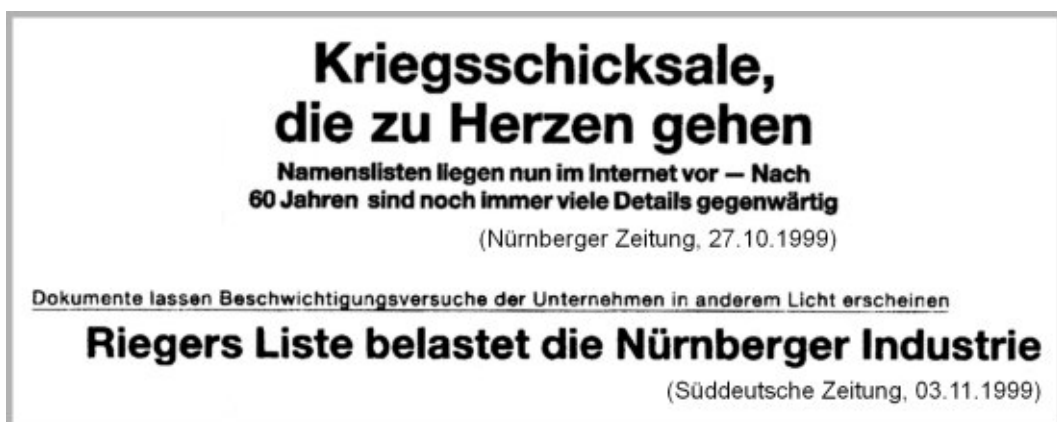 Kriegsschicksale,
die zu Herzen gehen
Namenslisten liegen nun im Internet vor — Nach
60 Jahren sind noch immer viele Details gegenwärtig
(Nürnberger Zeitung, 27.10.1999)
Dokumente lassen Beschwichtigungsversuche der Unternehmen in anderem Licht erscheinen
Riegers Liste belastet die Nürnberger Industrie
(Süddeutsche Zeitung, 03.11.1999)